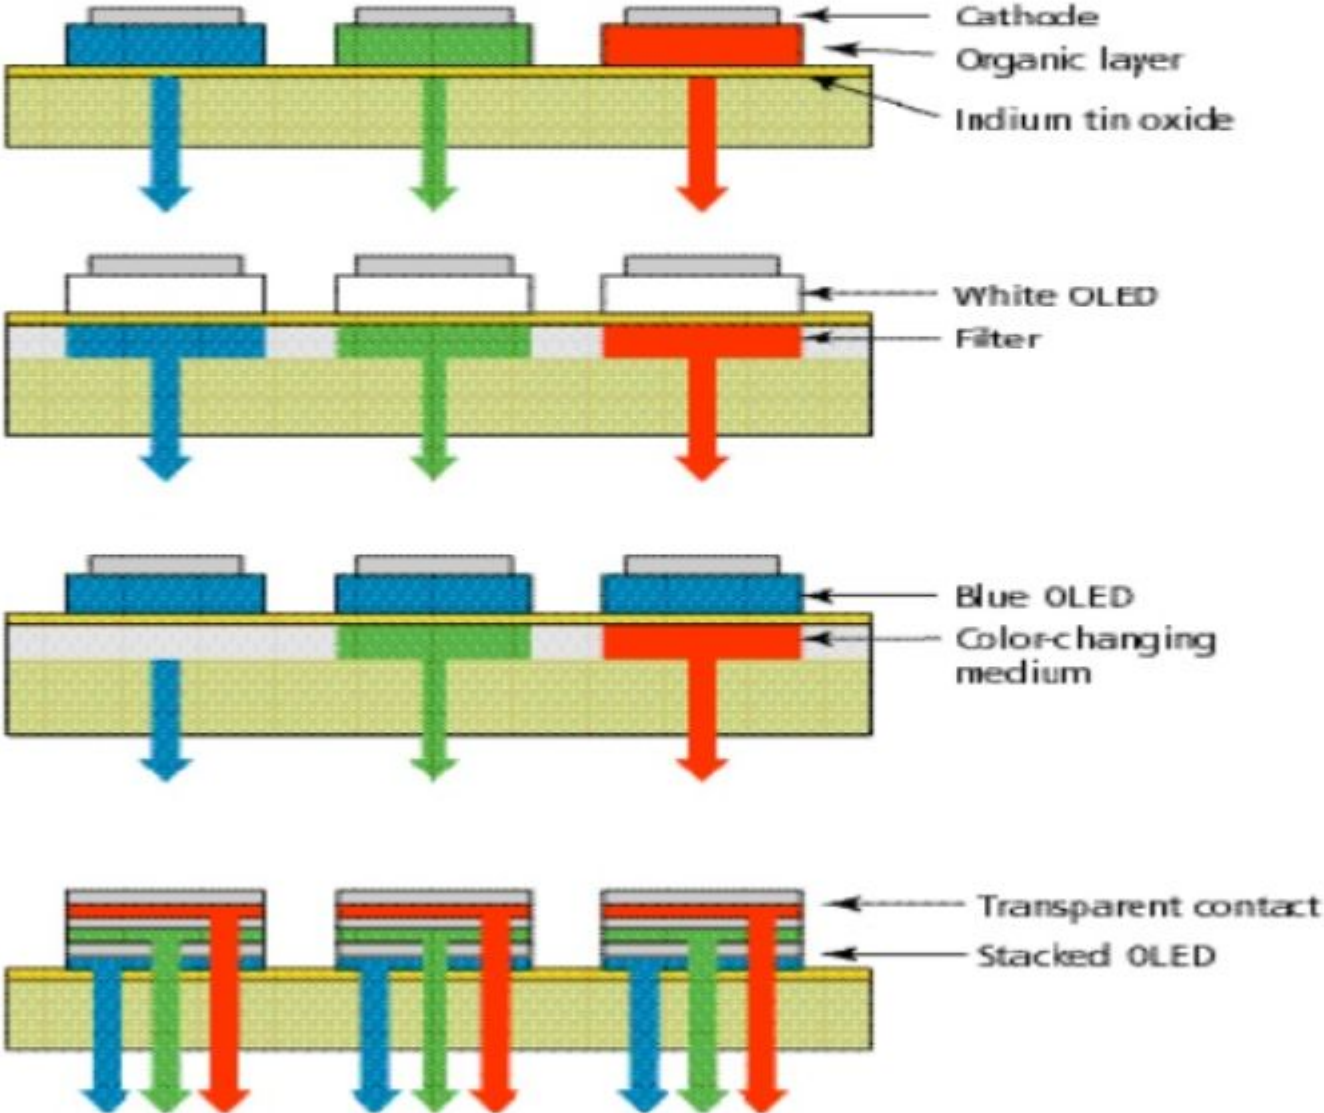 Cathode
Organic layer
Indium tin oxide
White OLED
Filter
Blue OLED
Color-changing
medium
Transparent contact
Stacked OLED